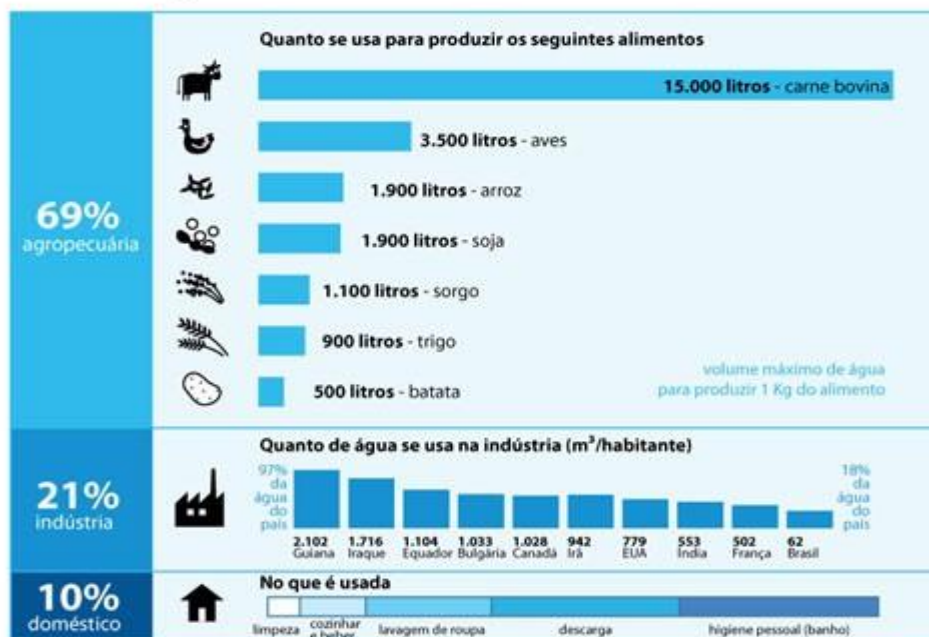 Quanto se usa para produzir os seguintes alimentos
15.000 litros - carne bovina
3.500 litros - aves
1.900 litros - arroz
69%
agropecuária
1.900 litros - soja
1.100 litros - sorgo
900 litros - trigo
500 litros - batata
volume máximo de água
para produzir 1 Kg do alimento
21%
indústria
Quanto de água se usa na indústria (m³/habitante)
97%
da
água
do
país
18%
da
água
do
país
2.102 1.716 1.104 1.033 1.028 942 779 553 502 62
Guiana Iraque Equador Bulgária Canadá Irã EUA Índia França Brasil
10%
doméstico
No que é usada
limpeza cozinhar e beber lavagem de roupa descarga higiene pessoal (banho)